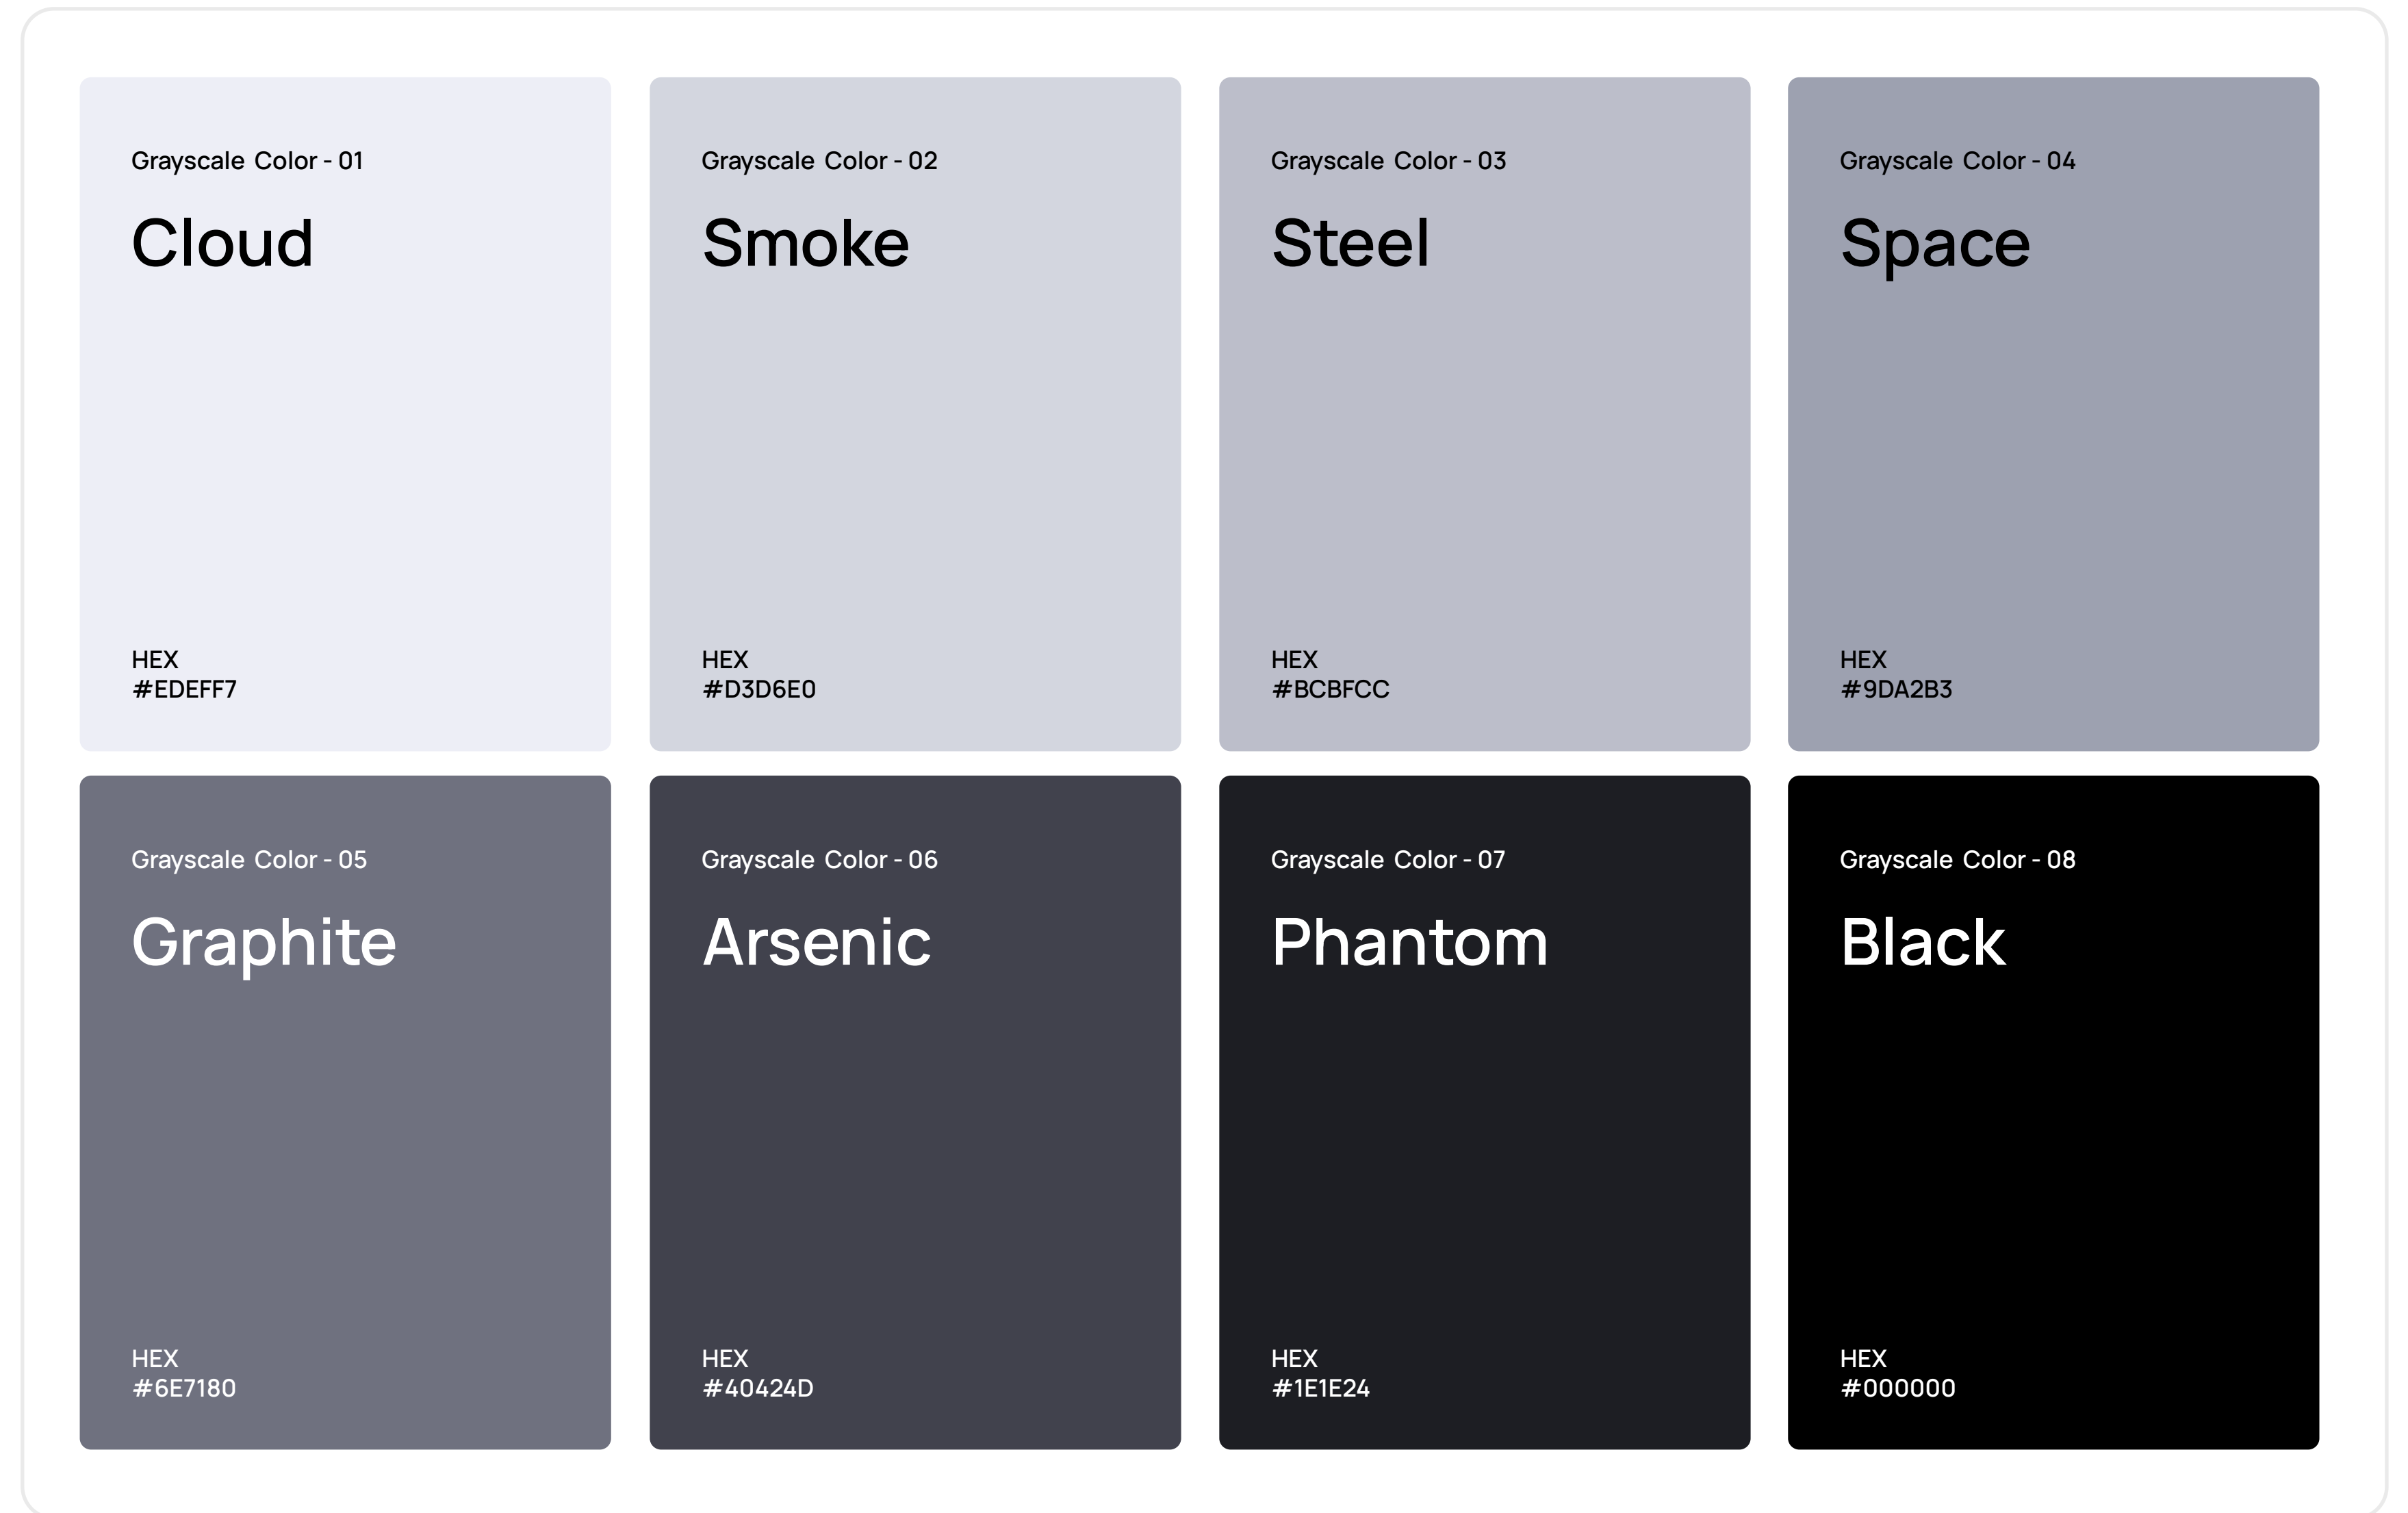 Grayscale Color - 01
Cloud
HEX
#EDEFF7
Grayscale Color - 02
Smoke
HEX
#D3D6E0
Grayscale Color - 03
Steel
HEX
#BCBFCC
Grayscale Color - 04
Space
HEX
#9DA2B3
Grayscale Color - 05
Graphite
HEX
#6E7180
Grayscale Color - 06
Arsenic
HEX
#40424D
Grayscale Color - 07
Phantom
HEX
#1E1E24
Grayscale Color - 08
Black
HEX
#000000